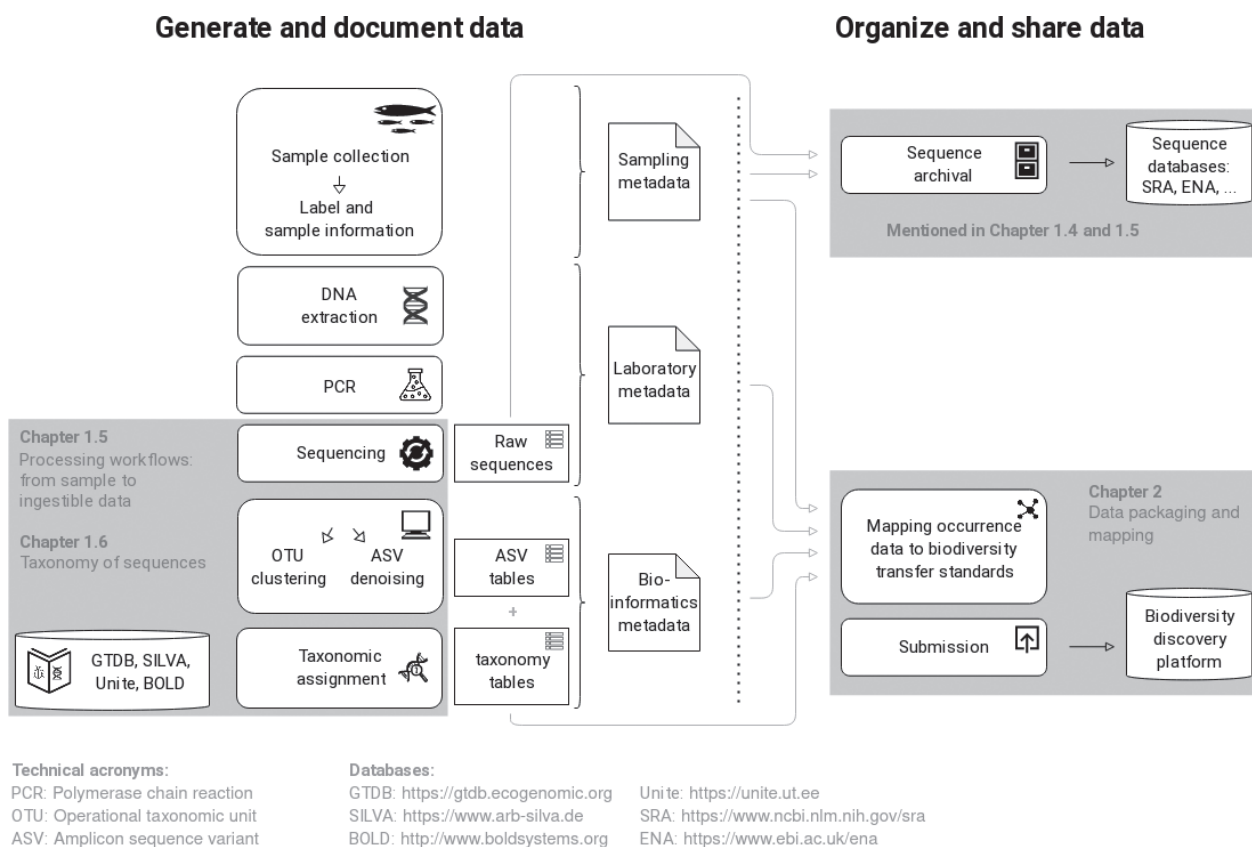 Generate and document data
Organize and share data
Sample collection
Label and
sample information
DNA
extraction
PCR
Chapter 1.5
Processing workflows:
from sample to
ingestible data
Chapter 1.6
Taxonomy of sequences
Sequencing
OTU
clustering
ASV
denoising
GTDB, SILVA,
Unite, BOLD
Taxonomic
assignment
Raw
sequences
ASV
tables
+
taxonomy
tables
Sampling
metadata
Laboratory
metadata
Bio-
informatics
metadata
Sequence
archival
Sequence
databases:
SRA, ENA, ...
Mentioned in Chapter 1.4 and 1.5
Mapping occurrence
data to biodiversity
transfer standards
Chapter 2
Data packaging and
mapping
Submission
Biodiversity
discovery
platform
Technical acronyms:
PCR: Polymerase chain reaction
OTU: Operational taxonomic unit
ASV: Amplicon sequence variant
Databases:
GTDB: https://gtdb.ecogenomic.org
SILVA: https://www.arb-silva.de
BOLD: http://www.boldsystems.org
Unite: https://unite.ut.ee
SRA: https://www.ncbi.nlm.nih.gov/sra
ENA: https://www.ebi.ac.uk/ena